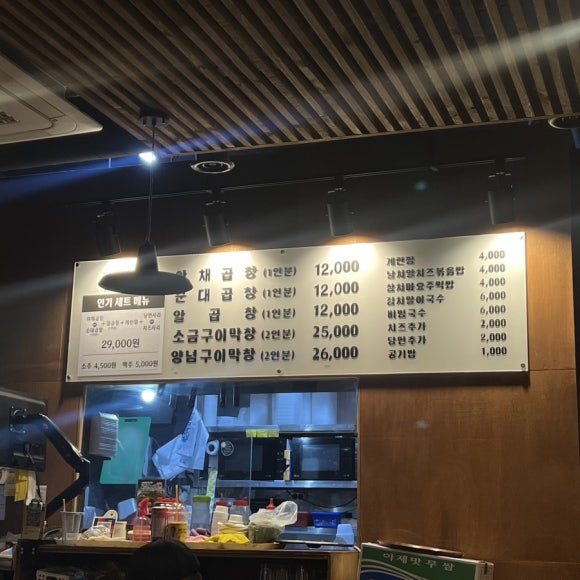 인기 세트 메뉴
29,000원
소주 4,500원 맥주 5,000원
야채곱창 (1인분) 12,000
순대곱창 (1인분) 12,000
알곱창 (1인분) 12,000
소금구이막창 (2인분) 25,000
양념구이막창 (2인분) 26,000
계란찜 4,000
날치알치즈볶음밥 4,000
참치마요주먹밥 4,000
김치말이국수 6,000
비빔국수 6,000
치즈추가 2,000
당면추가 2,000
공기밥 1,000